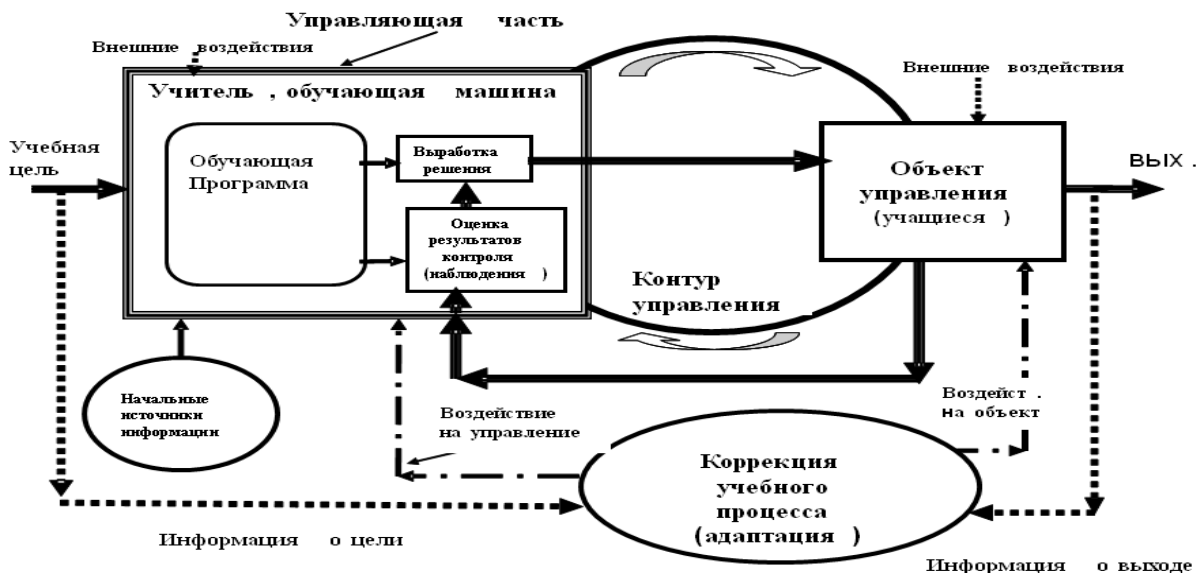 Управляющая часть
Внешние воздействия
Внешние воздействия
Учитель , обучающая машина
Учебная
цель
Обучающая
Программа
Выработка
решения
Объект
управления
(учащиеся )
ВЫХ .
Оценка
результатов
контроля
(наблюдения )
Контур
управления
Начальные
источники
информации
Воздействие
на управление
Воздейст .
на объект
Коррекция
учебного
процесса
(адаптация )
Информация о цели
Информация о выходе